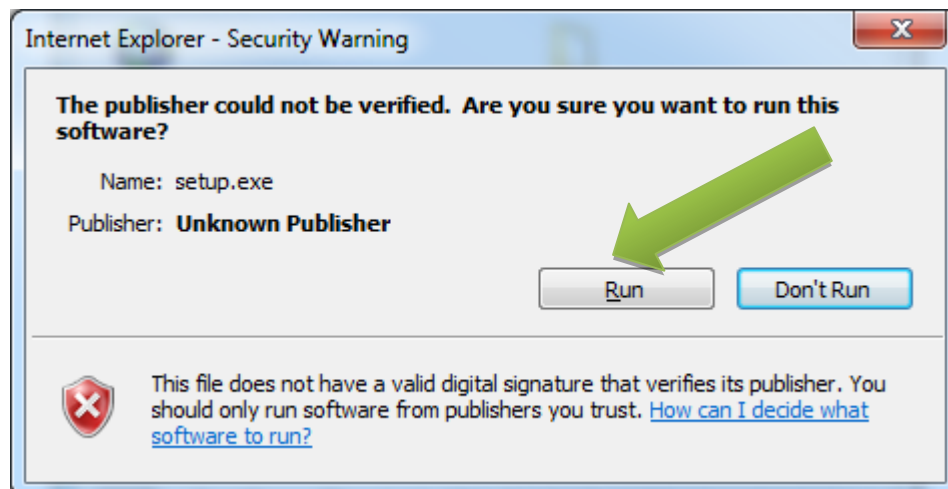 Internet Explorer - Security Warning
The publisher could not be verified.  Are you sure you want to run this
software?
Name: setup.exe
Publisher: Unknown Publisher
Run Don't Run
This file does not have a valid digital signature that verifies its publisher. You
should only run software from publishers you trust. How can I decide what
software to run?